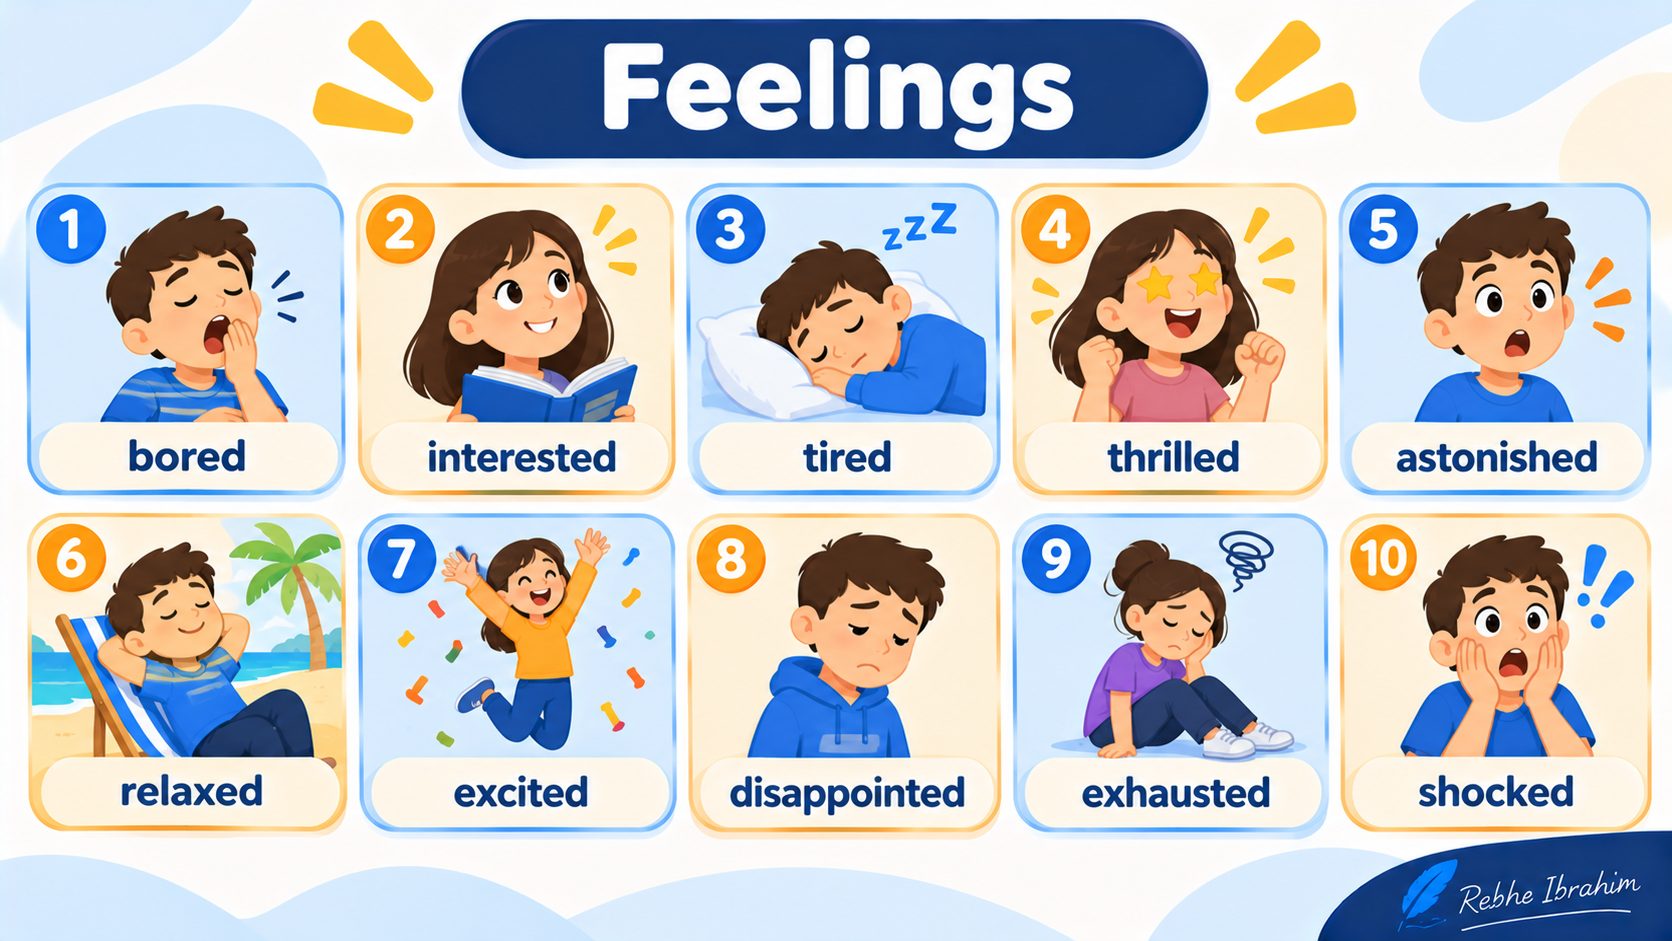 Feelings
1
bored
2
interested
3
zzZ
tired
4
thrilled
5
astonished
6
relaxed
7
excited
8
disappointed
9
exhausted
10
!!
shocked
Rebhe Ibrahim